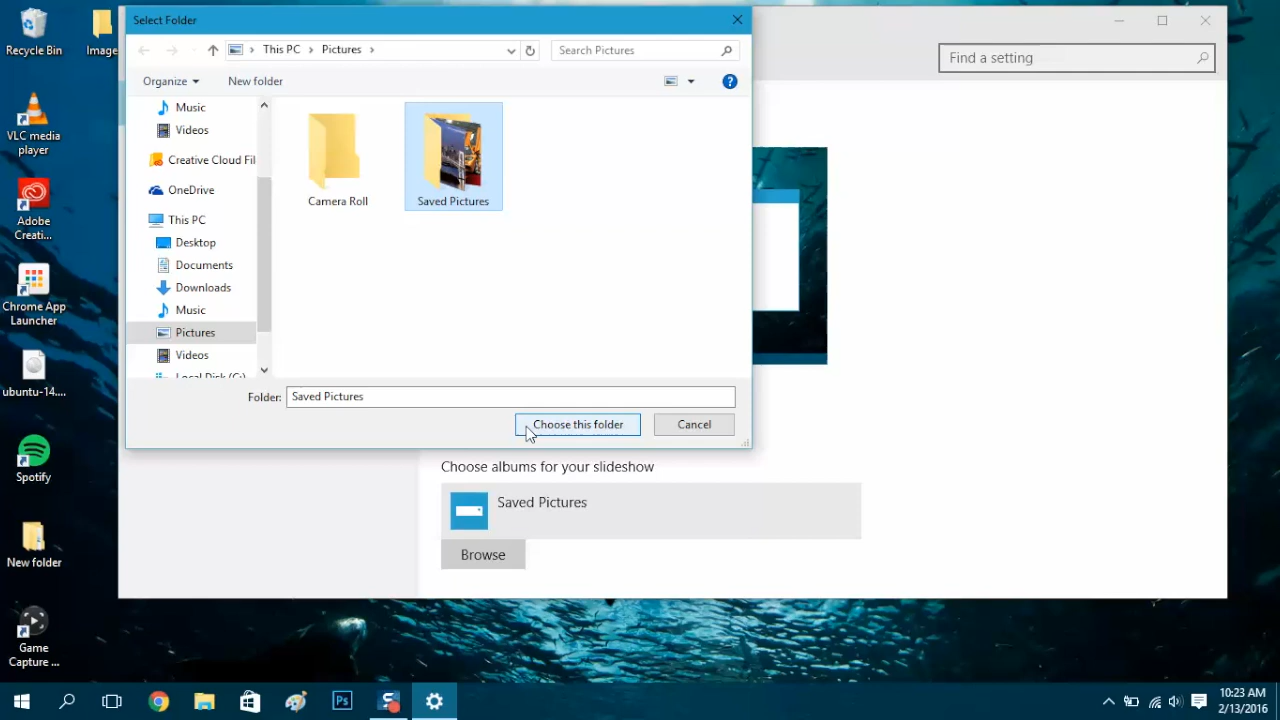 Recycle Bin
Image
VLC media
player
Adobe
Creati...
Chrome App
Launcher
ubuntu-14....
Spotify
New folder
Game
Capture ...
Select Folder
This PC
Pictures
Search Pictures
Organize
New folder
Music
Videos
Creative Cloud Fil
OneDrive
This PC
Desktop
Documents
Downloads
Music
Pictures
Videos
Local Disk (C:)
Camera Roll
Saved Pictures
Folder:
Saved Pictures
Choose this folder
Cancel
Find a setting
Choose albums for your slideshow
Saved Pictures
Browse
Ps
10:23 AM
2/13/2016